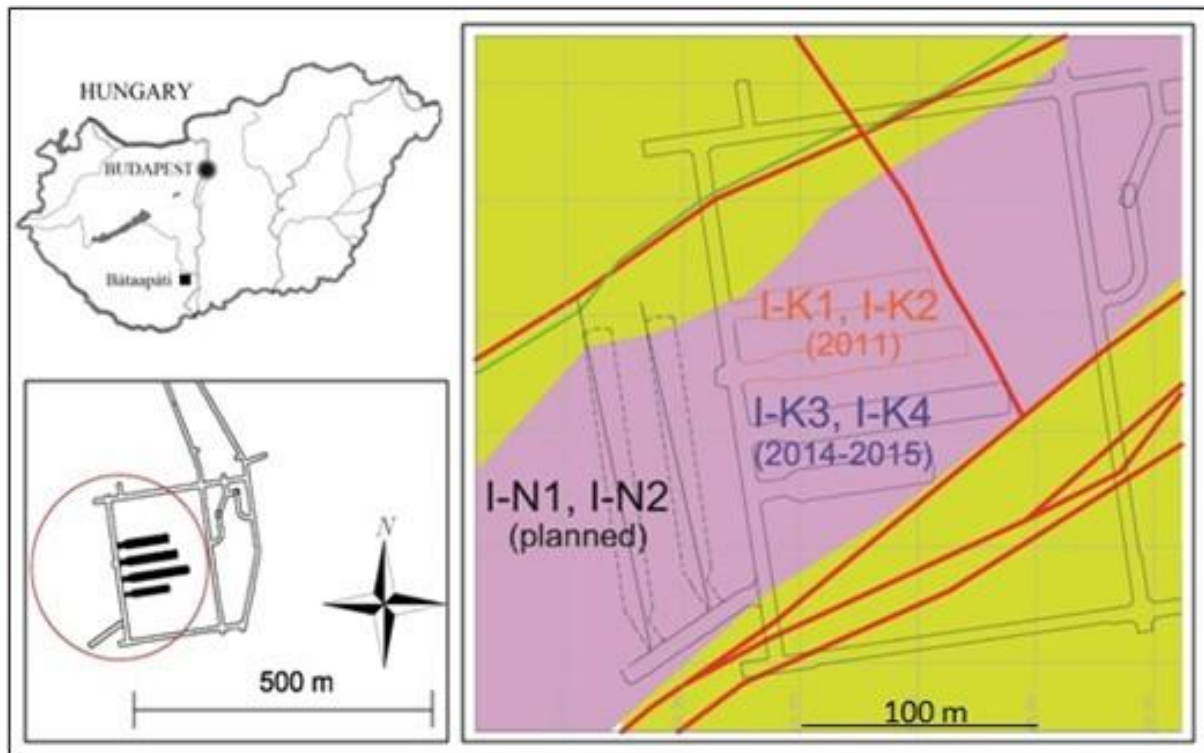 HUNGARY
BUDAPEST
Bátaapáti
N
500 m
I-K1, I-K2
(2011)
I-K3, I-K4
(2014-2015)
I-N1, I-N2
(planned)
100 m